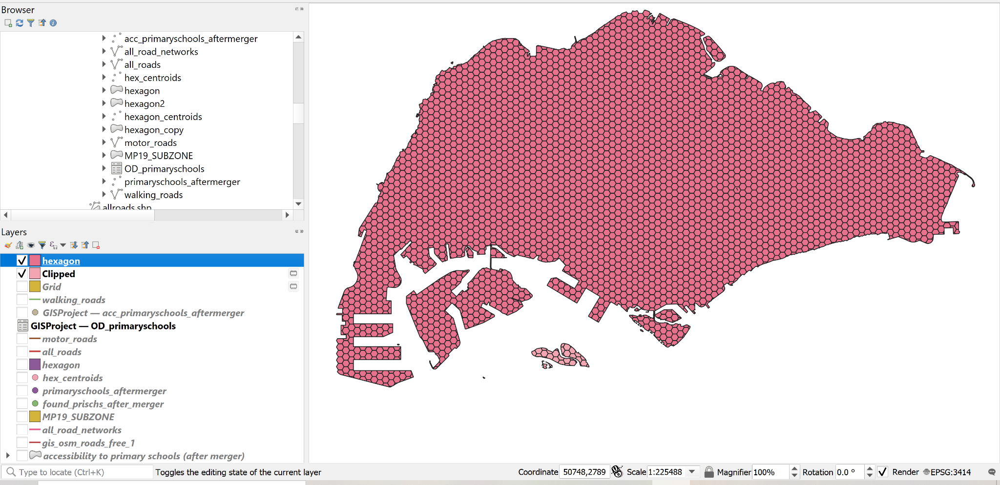 Browser
acc_primaryschools_aftermerger
all_road_networks
all_roads
hex_centroids
hexagon
hexagon2
hexagon_centroids
hexagon_copy
motor_roads
MP19_SUBZONE
OD_primaryschools
primaryschools_aftermerger
walking_roads
allroads.shp
Layers
hexagon
Clipped
Grid
walking_roads
GISProject — acc_primaryschools_aftermerger
GISProject — OD_primaryschools
motor_roads
all_roads
hexagon
hex_centroids
primaryschools_aftermerger
found_prischs_after_merger
MP19_SUBZONE
all_road_networks
gis_osm_roads_free_1
accessibility to primary schools (after merger)
Type to locate (Ctrl+K) Toggles the editing state of the current layer Coordinate 50748,2789 Scale 1:225488 Magnifier 100% Rotation 0.0 ° Render EPSG:3414